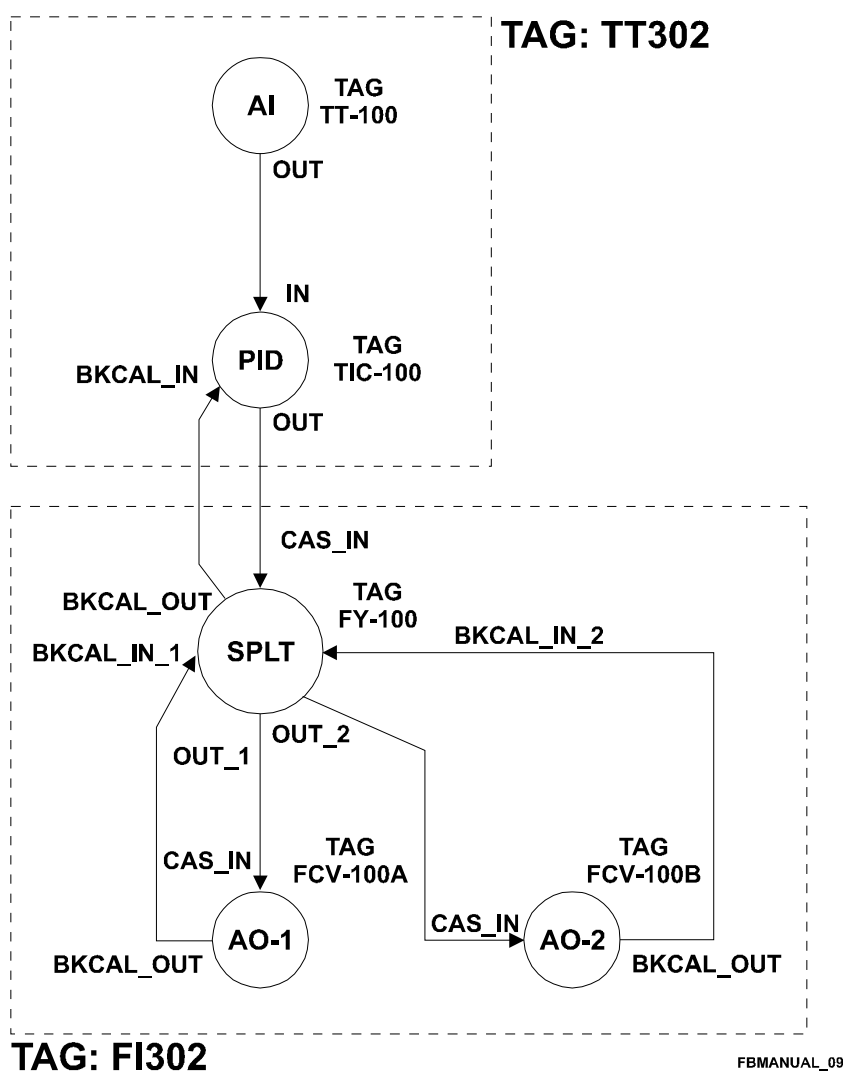 TAG: TT302
AI
TAG
TT-100
OUT
IN
PID
TAG
TIC-100
BKCAL_IN
OUT
CAS_IN
BKCAL_OUT
TAG
FY-100
BKCAL_IN_1
SPLT
BKCAL_IN_2
OUT_1
OUT_2
CAS_IN
TAG
FCV-100A
TAG
FCV-100B
AO-1
CAS_IN
AO-2
BKCAL_OUT
BKCAL_OUT
TAG: FI302
FBMANUAL_09